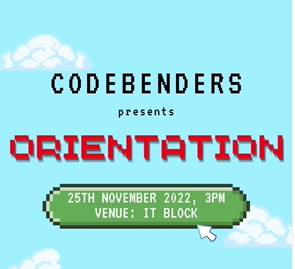 CODEBENDERS
presents
ORIENTATION
25TH NOVEMBER 2022, 3PM
VENUE: IT BLOCK